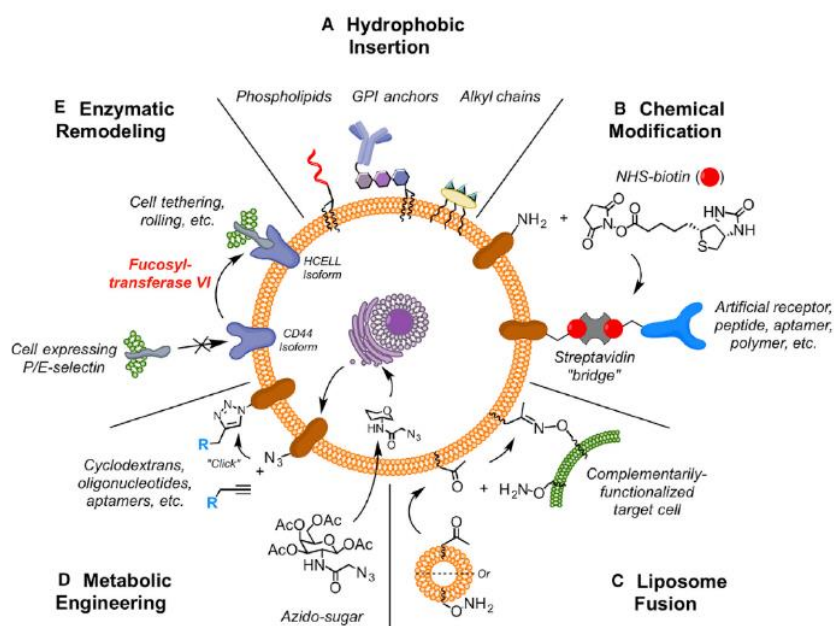 A Hydrophobic
Insertion
Phospholipids
GPI anchors
Alkyl chains
B Chemical
Modification
NHS-biotin ( )
NH₂
+
O
N
O
O
O
HN
O
NH
S
Artificial receptor,
peptide, aptamer,
polymer, etc.
Streptavidin
"bridge"
E Enzymatic
Remodeling
Cell tethering,
rolling, etc.
HCELL
Isoform
Fucosyl-
transferase VI
CD44
Isoform
Cell expressing
P/E-selectin
N
N
N
R
"Click"
+
N₃
R
Cyclodextrans,
oligonucleotides,
aptamers, etc.
O
HN
N₃
O
D Metabolic
Engineering
AcO
OAc
O
AcO
OAc
HN
N₃
O
Azido-sugar
N
O
O
+
H₂N
O
Complementarily-
functionalized
target cell
O
Or
O
NH₂
C Liposome
Fusion